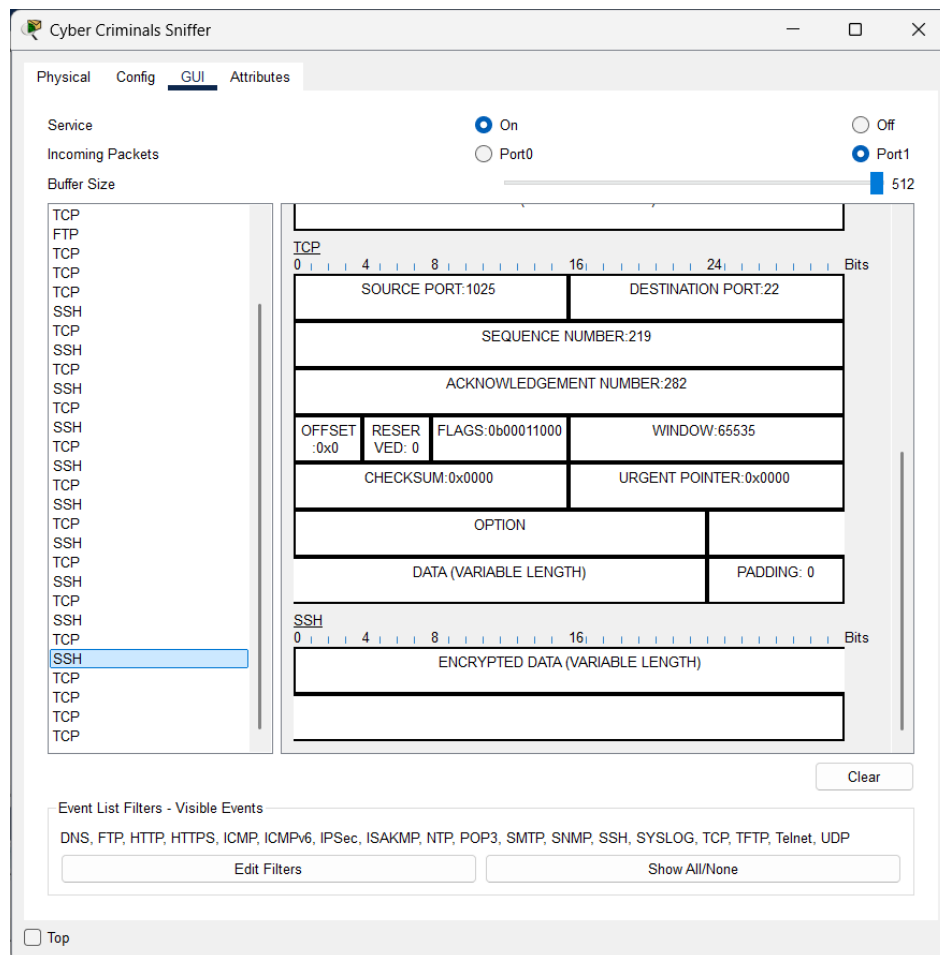 Cyber Criminals Sniffer
Physical Config GUI Attributes
Service On Off
Incoming Packets Port0 Port1
Buffer Size 512
TCP
FTP
TCP
TCP
TCP
SSH
TCP
SSH
TCP
SSH
TCP
SSH
TCP
SSH
TCP
SSH
TCP
SSH
TCP
SSH
TCP
SSH
TCP
SSH
TCP
TCP
TCP
TCP
TCP
0 4 8 16 24 Bits
SOURCE PORT:1025 DESTINATION PORT:22
SEQUENCE NUMBER:219
ACKNOWLEDGEMENT NUMBER:282
OFFSET RESER FLAGS:0b00011000 WINDOW:65535
:0x0 VED: 0
CHECKSUM:0x0000 URGENT POINTER:0x0000
OPTION
DATA (VARIABLE LENGTH) PADDING: 0
SSH
0 4 8 16 Bits
ENCRYPTED DATA (VARIABLE LENGTH)
Clear
Event List Filters - Visible Events
DNS, FTP, HTTP, HTTPS, ICMP, ICMPv6, IPSec, ISAKMP, NTP, POP3, SMTP, SNMP, SSH, SYSLOG, TCP, TFTP, Telnet, UDP
Edit Filters Show All/None
Top